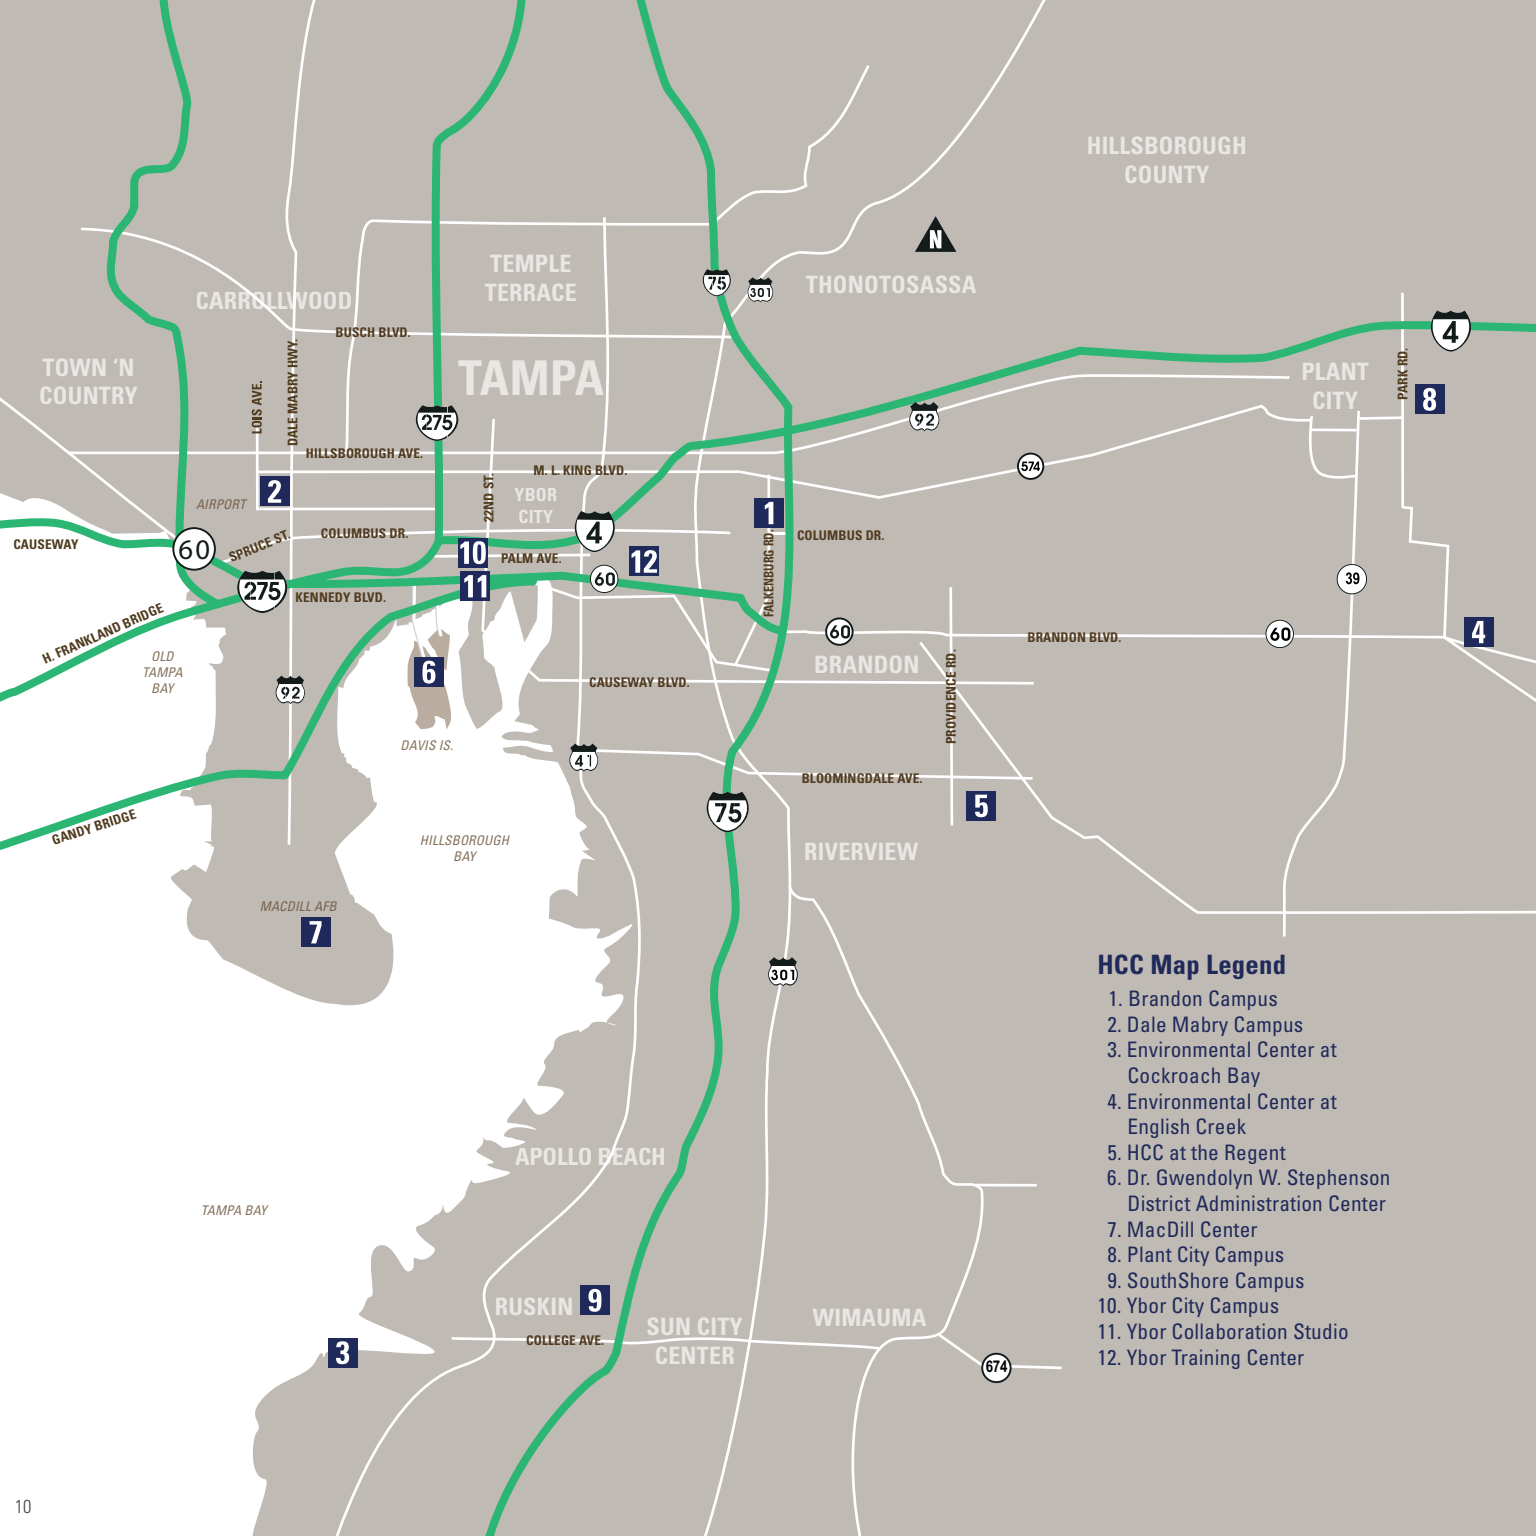 HILLSBOROUGH
COUNTY
N
TEMPLE
TERRACE
75
301
THONOTOSASSA
CARROLLWOOD
BUSCH BLVD.
4
TOWN ‘N
COUNTRY
LOIS AVE.
DALE MABRY HWY.
TAMPA
PLANT
CITY
PARK RD.
8
275
92
HILLSBOROUGH AVE.
M. L. KING BLVD.
574
2
AIRPORT
22ND ST.
YBOR
CITY
1
4
COLUMBUS DR.
COLUMBUS DR.
CAUSEWAY
60
SPRUCE ST.
10
PALM AVE.
12
FALKENBURG RD.
275
11
60
39
KENNEDY BLVD.
H. FRANKLAND BRIDGE
60
BRANDON BLVD.
60
4
OLD
TAMPA
BAY
6
BRANDON
92
CAUSEWAY BLVD.
PROVIDENCE RD.
DAVIS IS.
41
BLOOMINGDALE AVE.
75
5
GANDY BRIDGE
HILLSBOROUGH
BAY
RIVERVIEW
MACDILL AFB
7
301
HCC Map Legend
1. Brandon Campus
2. Dale Mabry Campus
3. Environmental Center at
Cockroach Bay
4. Environmental Center at
English Creek
5. HCC at the Regent
6. Dr. Gwendolyn W. Stephenson
District Administration Center
7. MacDill Center
8. Plant City Campus
9. SouthShore Campus
10. Ybor City Campus
11. Ybor Collaboration Studio
12. Ybor Training Center
APOLLO BEACH
TAMPA BAY
RUSKIN
9
SUN CITY
CENTER
WIMAUMA
COLLEGE AVE.
3
674
10